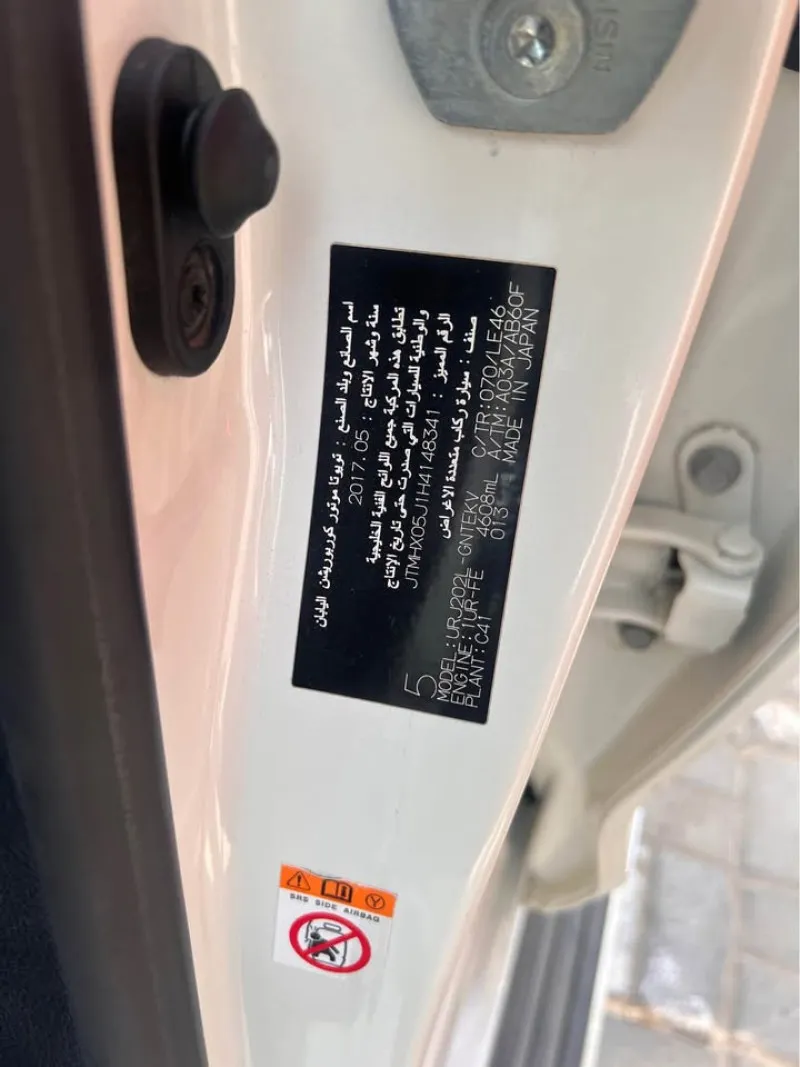 اسم الصانع وبلد الصنع : تويوتا موتور كوربوريشن اليابان
سنة وشهر الإنتاج : 2017.05
تطابق هذه المركبة جميع اللوائح الفنية الخليجية
والوطنية للسيارات التي صدرت حتى تاريخ الإنتاج
الرقم المميز : JTMHX05J1H4148341
صنف : سيارة ركاب متعددة الاغراض
5
MODEL:URJ202L-GNTEKV C/TR:070/LE46
ENGINE:1UR-FE 4608mL A/TM:A03A/AB60F
PLANT:C41 013 MADE IN JAPAN
SRS SIDE AIRBAG